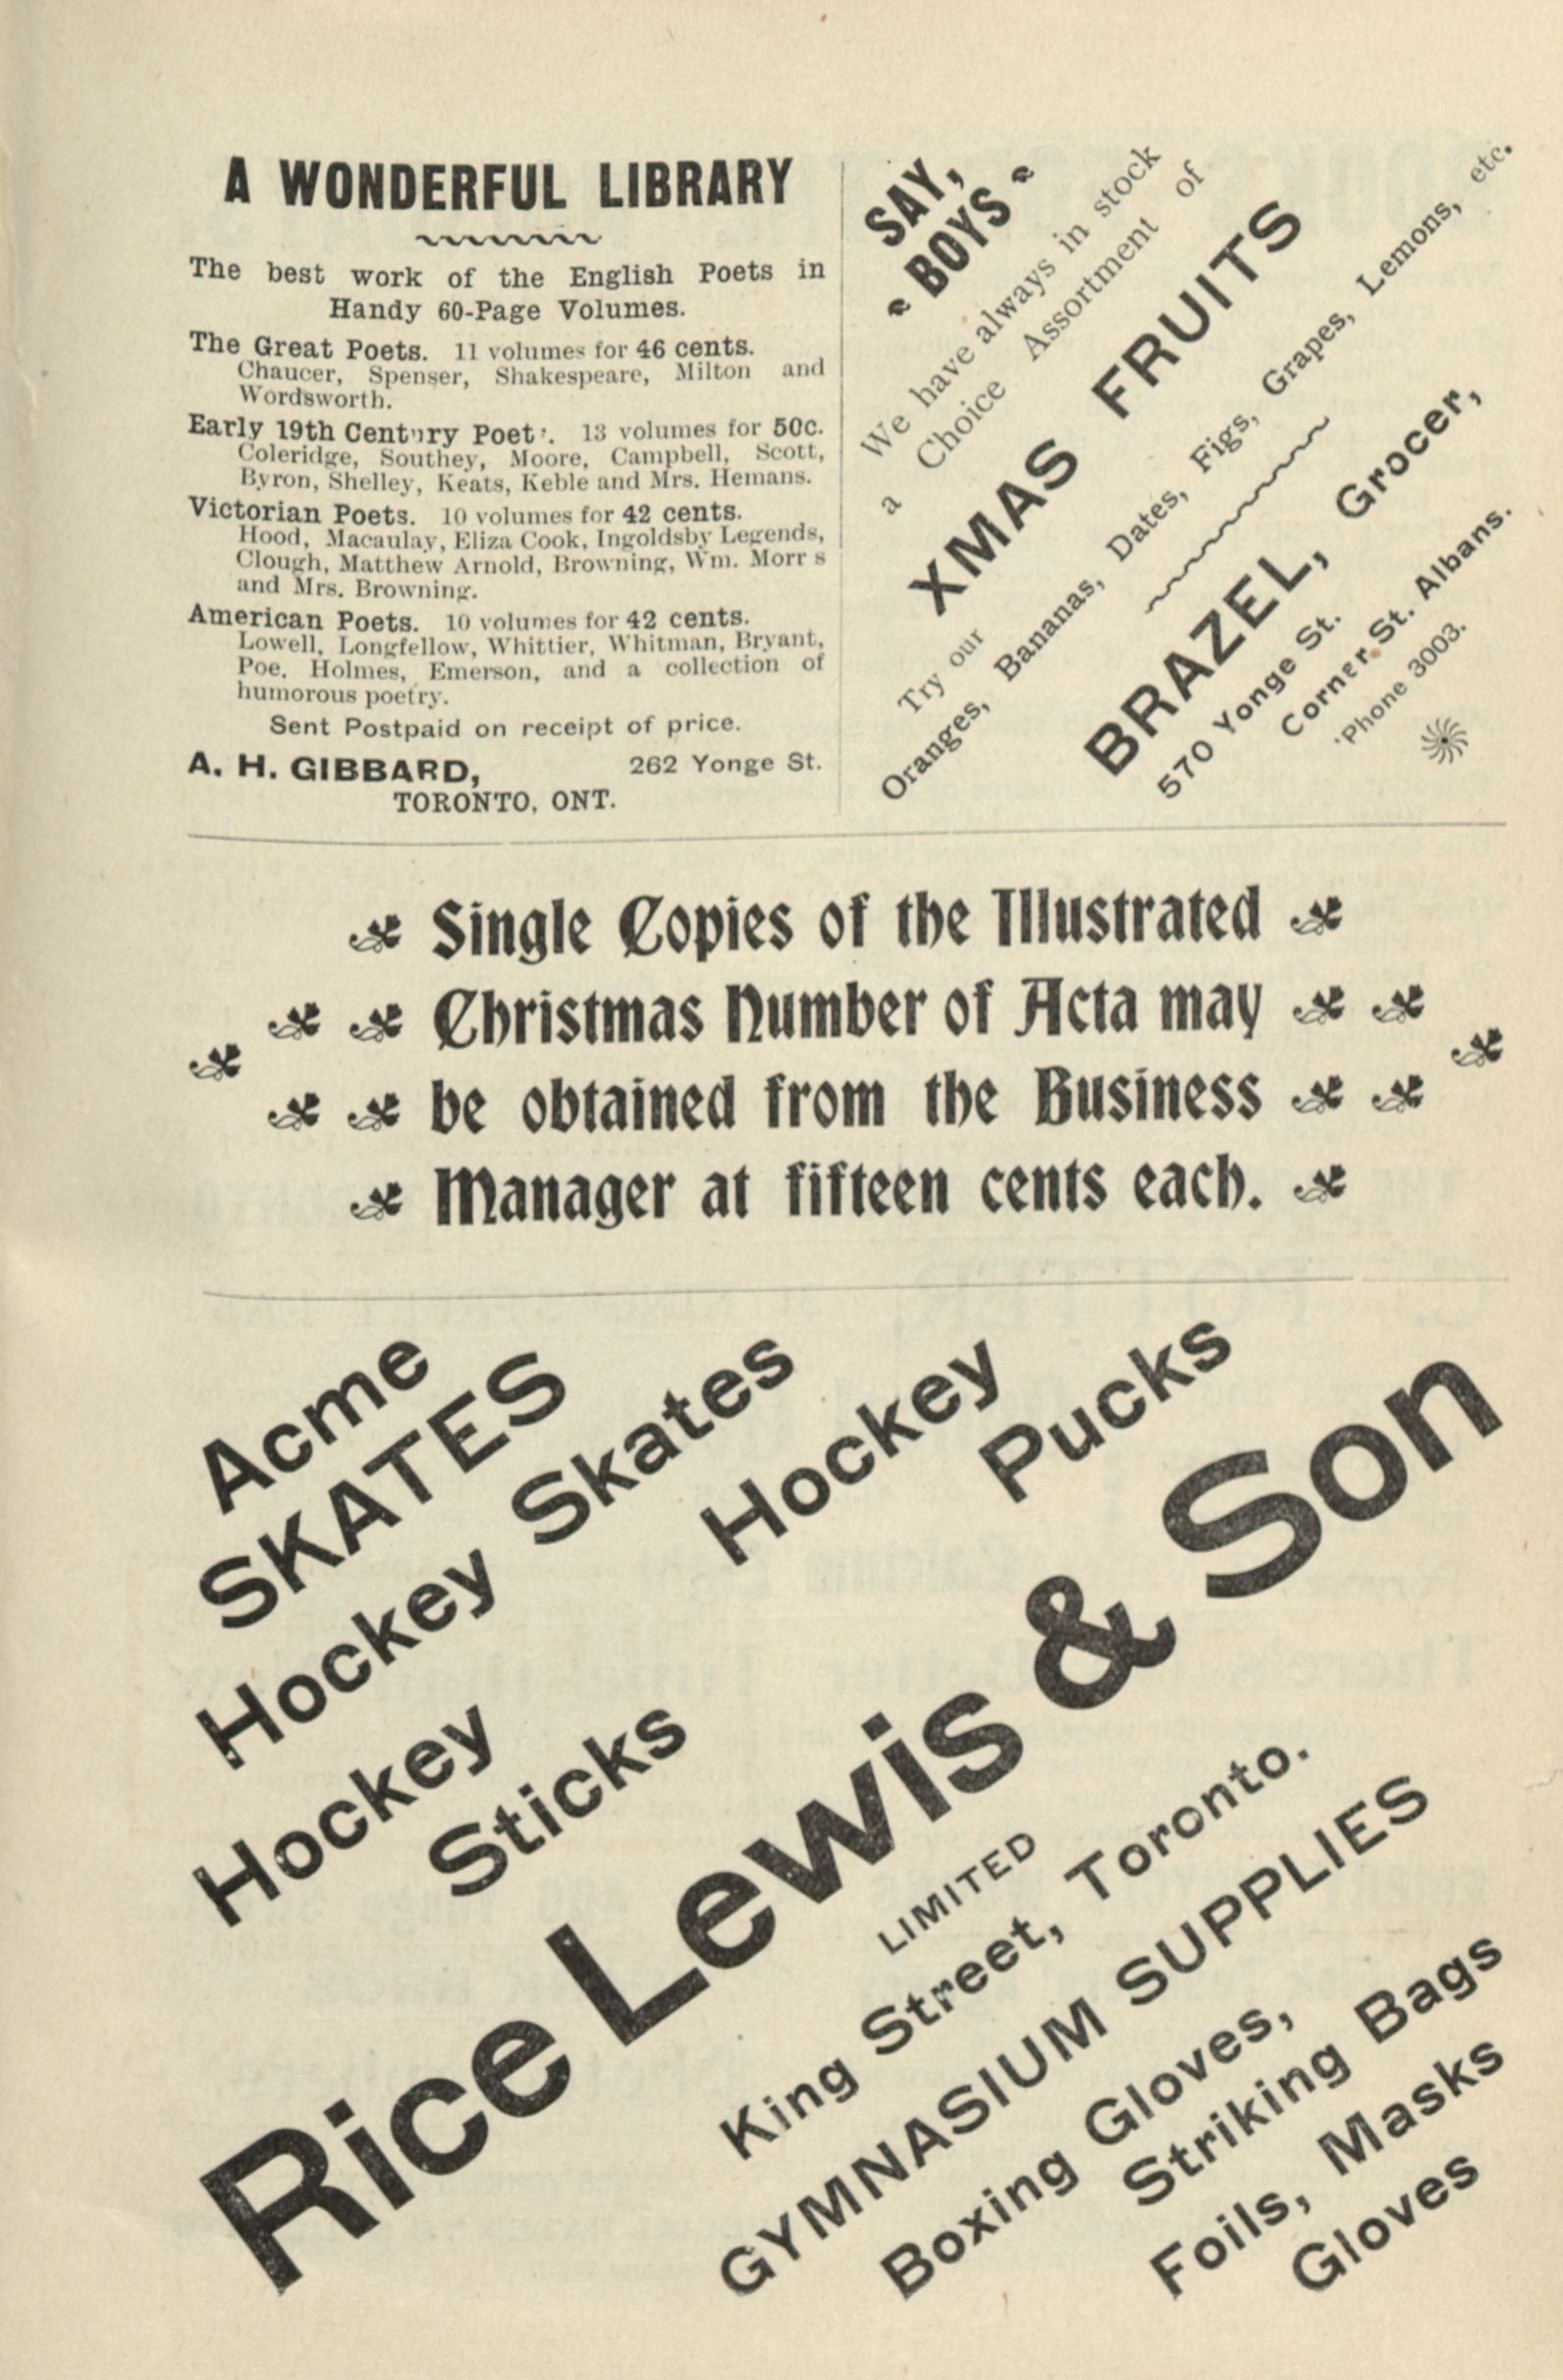 A WONDERFUL LIBRARY
The best work of the English Poets in
Handy 60-Page Volumes.
The Great Poets. 11 volumes for 46 cents.
Chaucer, Spenser, Shakespeare, Milton and
Wordsworth.
Early 19th Century Poets. 13 volumes for 50c.
Coleridge, Southey, Moore, Campbell, Scott,
Byron, Shelley, Keats, Keble and Mrs. Hemans.
Victorian Poets. 10 volumes for 42 cents.
Hood, Macaulay, Eliza Cook, Ingoldsby Legends,
Clough, Matthew Arnold, Browning, Wm. Morr s
and Mrs. Browning.
American Poets. 10 volumes for 42 cents.
Lowell, Longfellow, Whittier, Whitman, Bryant,
Poe, Holmes, Emerson, and a collection of
humorous poetry.
Sent Postpaid on receipt of price.
A. H. GIBBARD, 262 Yonge St.
TORONTO, ONT.
SAY,
BOYS
We have always in stock
a Choice Assortment of
XMAS FRUITS
Try our
Oranges, Bananas, Dates, Figs, Grapes, Lemons, etc.
BRAZEL, Grocer,
570 Yonge St.
Corner St. Albans.
'Phone 3003.
Single Copies of the Illustrated
Christmas Number of Acta may
be obtained from the Business
Manager at fifteen cents each.
Acme
SKATES
Hockey Skates
Hockey
Sticks
Hockey
Pucks
Rice Lewis & Son
LIMITED
King Street, Toronto.
GYMNASIUM SUPPLIES
Boxing Gloves,
Striking Bags
Foils, Masks
Gloves